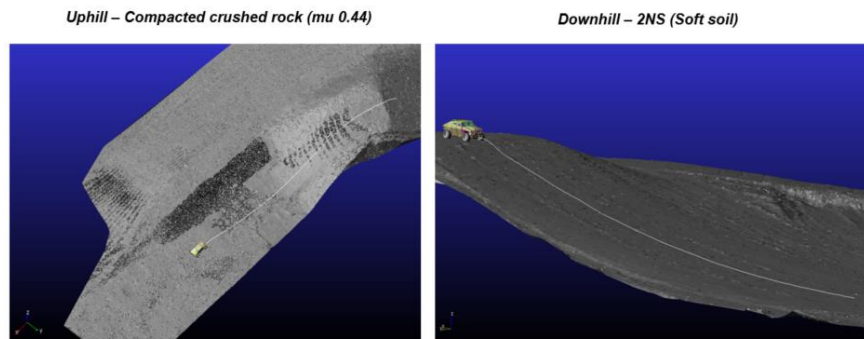 Uphill – Compacted crushed rock (mu 0.44)
Downhill – 2NS (Soft soil)